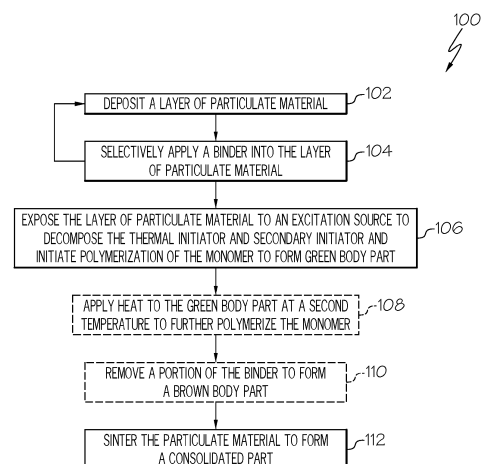 100
DEPOSIT A LAYER OF PARTICULATE MATERIAL
102
SELECTIVELY APPLY A BINDER INTO THE LAYER
OF PARTICULATE MATERIAL
104
EXPOSE THE LAYER OF PARTICULATE MATERIAL TO AN EXCITATION SOURCE TO
DECOMPOSE THE THERMAL INITIATOR AND SECONDARY INITIATOR AND
INITIATE POLYMERIZATION OF THE MONOMER TO FORM GREEN BODY PART
106
APPLY HEAT TO THE GREEN BODY PART AT A SECOND
TEMPERATURE TO FURTHER POLYMERIZE THE MONOMER
108
REMOVE A PORTION OF THE BINDER TO FORM
A BROWN BODY PART
110
SINTER THE PARTICULATE MATERIAL TO FORM
A CONSOLIDATED PART
112